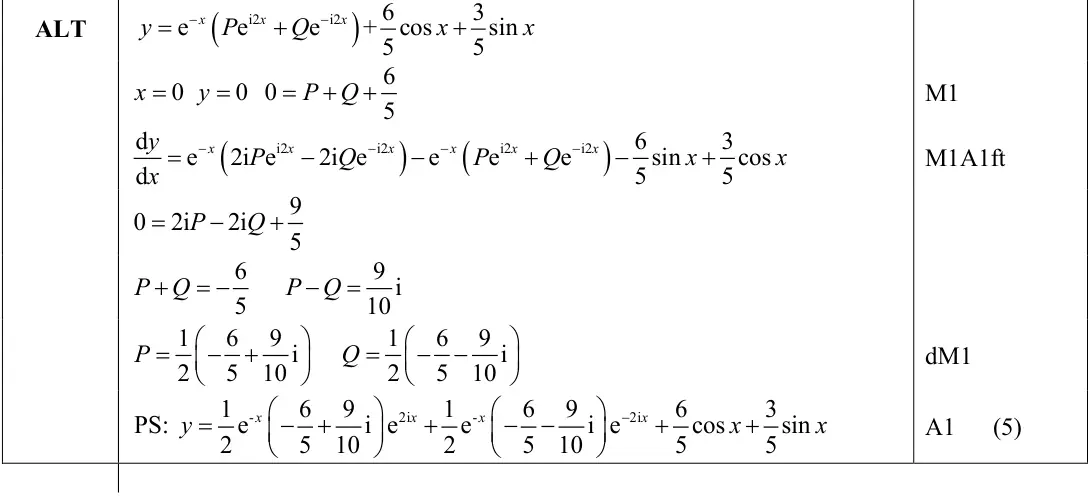 ALT y = e^{-x}(Pe^{i2x} + Qe^{-i2x}) + 6/5 cos x + 3/5 sin x
x = 0 y = 0 0 = P + Q + 6/5 M1
dy/dx = e^{-x}(2iPe^{i2x} − 2iQe^{-i2x}) − e^{-x}(Pe^{i2x} + Qe^{-i2x}) − 6/5 sin x + 3/5 cos x M1A1ft
0 = 2iP − 2iQ + 9/5
P + Q = −6/5 P − Q = 9/10 i
P = 1/2(−6/5 + 9/10 i) Q = 1/2(−6/5 − 9/10 i) dM1
PS: y = 1/2 e^{-x}(−6/5 + 9/10 i)e^{2ix} + 1/2 e^{-x}(−6/5 − 9/10 i)e^{−2ix} + 6/5 cos x + 3/5 sin x A1 (5)